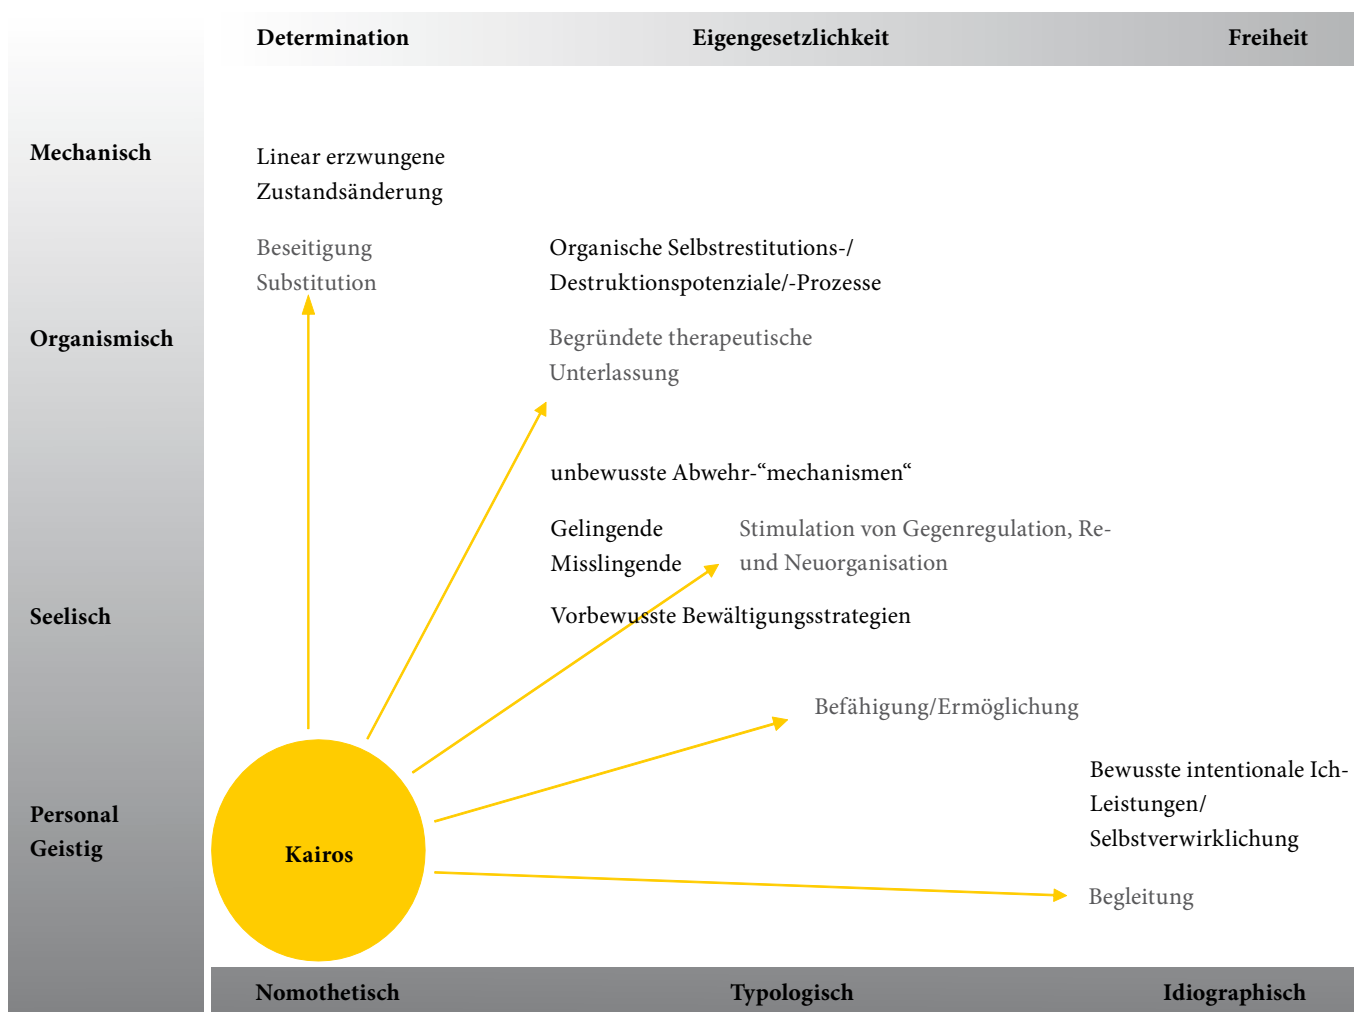 Determination
Eigengesetzlichkeit
Freiheit
Mechanisch
Linear erzwungene
Zustandsänderung
Beseitigung
Substitution
Organische Selbstrestitutions-/
Destruktionspotenziale/-Prozesse
Organismisch
Begründete therapeutische
Unterlassung
unbewusste Abwehr-“mechanismen“
Gelingende
Misslingende
Stimulation von Gegenregulation, Re-
und Neuorganisation
Seelisch
Vorbewusste Bewältigungsstrategien
Befähigung/Ermöglichung
Personal
Geistig
Kairos
Bewusste intentionale Ich-
Leistungen/
Selbstverwirklichung
Begleitung
Nomothetisch
Typologisch
Idiographisch